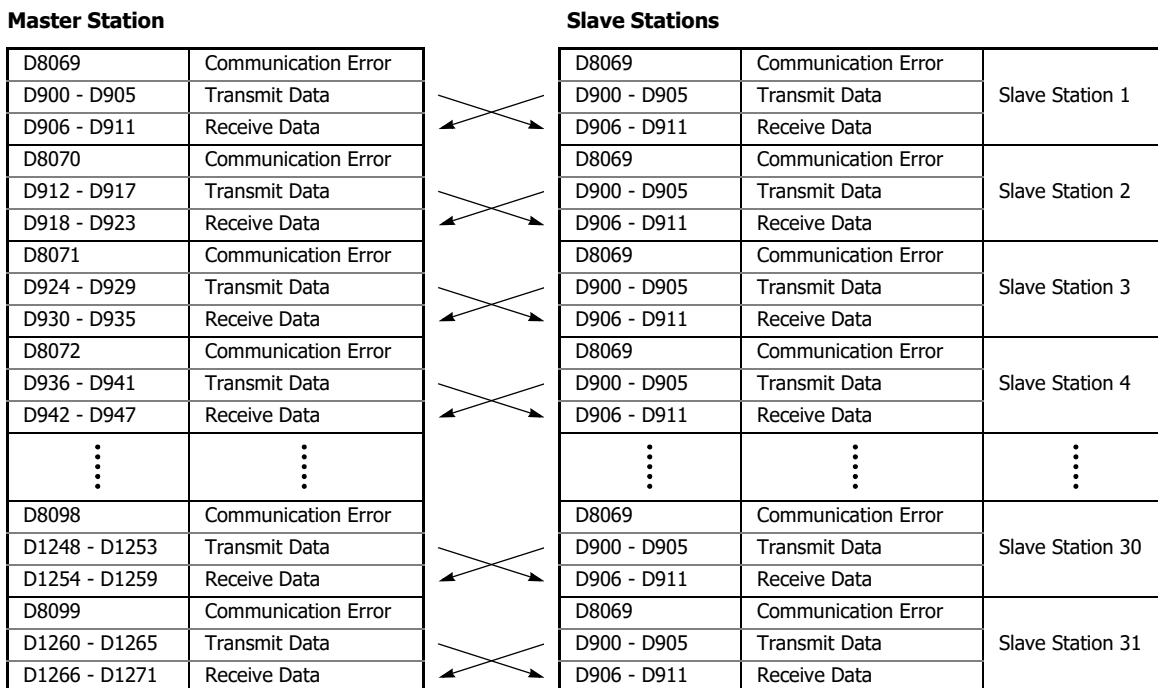 Master Station Slave Stations
D8069 Communication Error D8069 Communication Error
D900 - D905 Transmit Data D900 - D905 Transmit Data Slave Station 1
D906 - D911 Receive Data D906 - D911 Receive Data
D8070 Communication Error D8069 Communication Error
D912 - D917 Transmit Data D900 - D905 Transmit Data Slave Station 2
D918 - D923 Receive Data D906 - D911 Receive Data
D8071 Communication Error D8069 Communication Error
D924 - D929 Transmit Data D900 - D905 Transmit Data Slave Station 3
D930 - D935 Receive Data D906 - D911 Receive Data
D8072 Communication Error D8069 Communication Error
D936 - D941 Transmit Data D900 - D905 Transmit Data Slave Station 4
D942 - D947 Receive Data D906 - D911 Receive Data
D8098 Communication Error D8069 Communication Error
D1248 - D1253 Transmit Data D900 - D905 Transmit Data Slave Station 30
D1254 - D1259 Receive Data D906 - D911 Receive Data
D8099 Communication Error D8069 Communication Error
D1260 - D1265 Transmit Data D900 - D905 Transmit Data Slave Station 31
D1266 - D1271 Receive Data D906 - D911 Receive Data